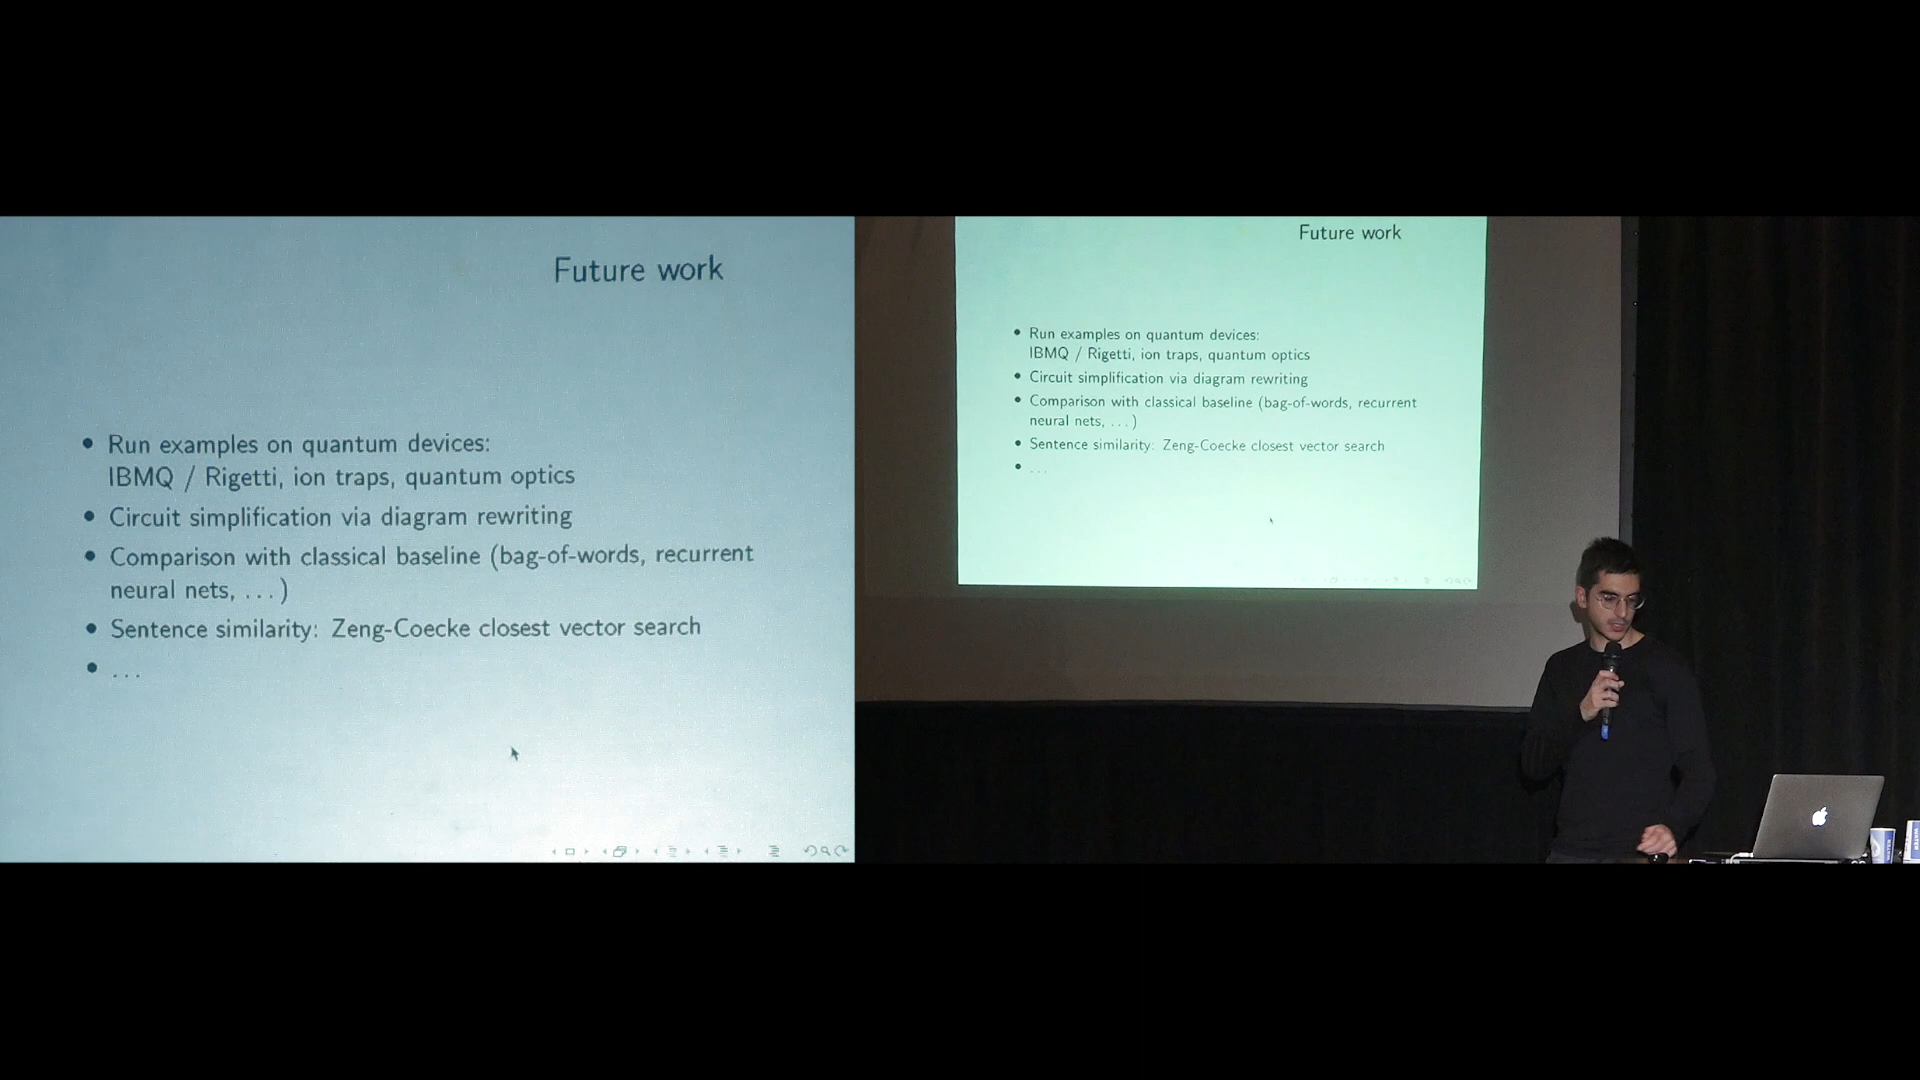 Future work
• Run examples on quantum devices:
IBMQ / Rigetti, ion traps, quantum optics
• Circuit simplification via diagram rewriting
• Comparison with classical baseline (bag-of-words, recurrent
neural nets, ...)
• Sentence similarity: Zeng-Coecke closest vector search
• ...
Future work
• Run examples on quantum devices:
IBMQ / Rigetti, ion traps, quantum optics
• Circuit simplification via diagram rewriting
• Comparison with classical baseline (bag-of-words, recurrent
neural nets, ...)
• Sentence similarity: Zeng-Coecke closest vector search
• ...